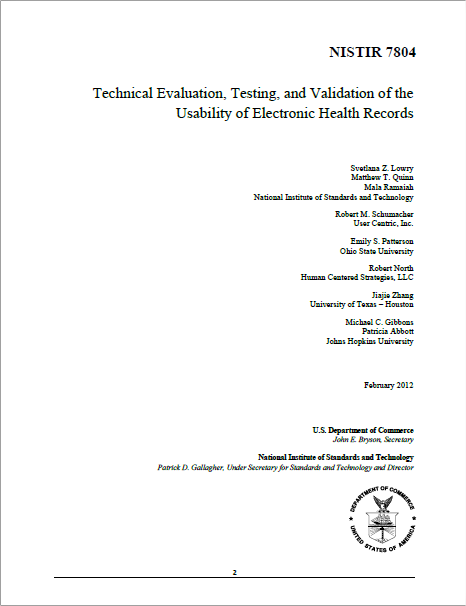 NISTIR 7804
Technical Evaluation, Testing, and Validation of the
Usability of Electronic Health Records
Svetlana Z. Lowry
Matthew T. Quinn
Mala Ramaiah
National Institute of Standards and Technology
Robert M. Schumacher
User Centric, Inc.
Emily S. Patterson
Ohio State University
Robert North
Human Centered Strategies, LLC
Jiajie Zhang
University of Texas – Houston
Michael C. Gibbons
Patricia Abbott
Johns Hopkins University
February 2012
U.S. Department of Commerce
John E. Bryson, Secretary
National Institute of Standards and Technology
Patrick D. Gallagher, Under Secretary for Standards and Technology and Director
DEPARTMENT OF COMMERCE
UNITED STATES OF AMERICA
2